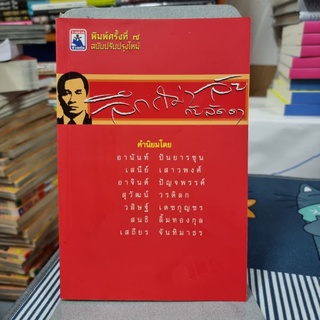 พิมพ์ครั้งที่ ๗
ฉบับปรับปรุงใหม่
ลึก
ลับ
คำนิยมโดย
อานันท์ ปันยารชุน
เสนีย์ เสาวพงศ์
อาจินต์ ปัญจพรรค์
สุวัฒน์ วรดิลก
วสิษฐ์ เดชกุญชร
สนธิ ลิ้มทองกุล
เสถียร จันทิมาธร